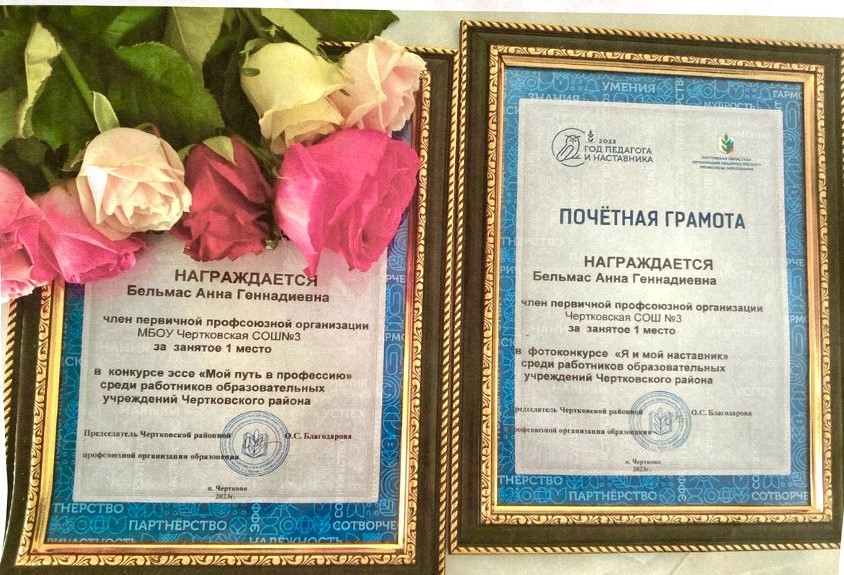 НАГРАЖДАЕТСЯ
Бельмас Анна Геннадиевна
член первичной профсоюзной организации
МБОУ Чертковская СОШ№3
за занятое 1 место
в конкурсе эссе «Мой путь в профессию»
среди работников образовательных
учреждений Чертковского района
Председатель Чертковской районной
О.С. Благодарова
профсоюзной организации образования
п. Чертково
2023г.
ПАРТНЁРСТВО
НАДЁЖНОСТЬ
УМЕНИЯ
ЗНАНИЯ
МУДРОСТЬ
2023
ГОД ПЕДАГОГА
И НАСТАВНИКА
ПОЧЁТНАЯ ГРАМОТА
НАГРАЖДАЕТСЯ
Бельмас Анна Геннадиевна
член первичной профсоюзной организации
Чертковская СОШ №3
за занятое 1 место
в фотоконкурсе «Я и мой наставник»
среди работников образовательных
учреждений Чертковского района
Председатель Чертковской районной
О.С. Благодарова
профсоюзной организации образования
п. Чертково
2023г.
ПАРТНЁРСТВО